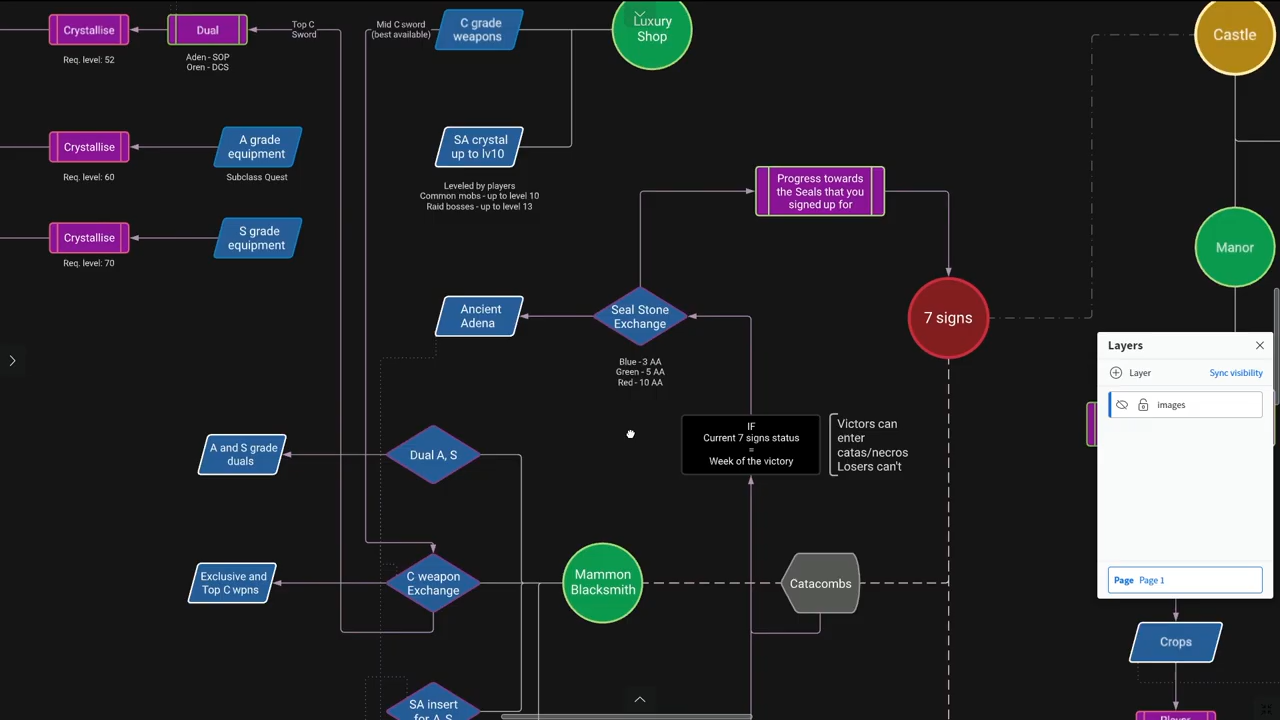 Crystallise
Req. level: 52
Dual
Aden - SOP
Oren - DCS
Top C
Sword
Mid C sword
(best available)
C grade
weapons
Luxury
Shop
Castle
Crystallise
Req. level: 60
A grade
equipment
Subclass Quest
SA crystal
up to lv10
Leveled by players
Common mobs - up to level 10
Raid bosses - up to level 13
Progress towards
the Seals that you
signed up for
Crystallise
Req. level: 70
S grade
equipment
Manor
Ancient
Adena
Seal Stone
Exchange
Blue - 3 AA
Green - 5 AA
Red - 10 AA
7 signs
Layers
Layer
Sync visibility
images
Page
Page 1
IF
Current 7 signs status
=
Week of the victory
Victors can
enter
catas/necros
Losers can't
A and S grade
duals
Dual A, S
Exclusive and
Top C wpns
C weapon
Exchange
Mammon
Blacksmith
Catacombs
Crops
SA insert
for A, S
Player